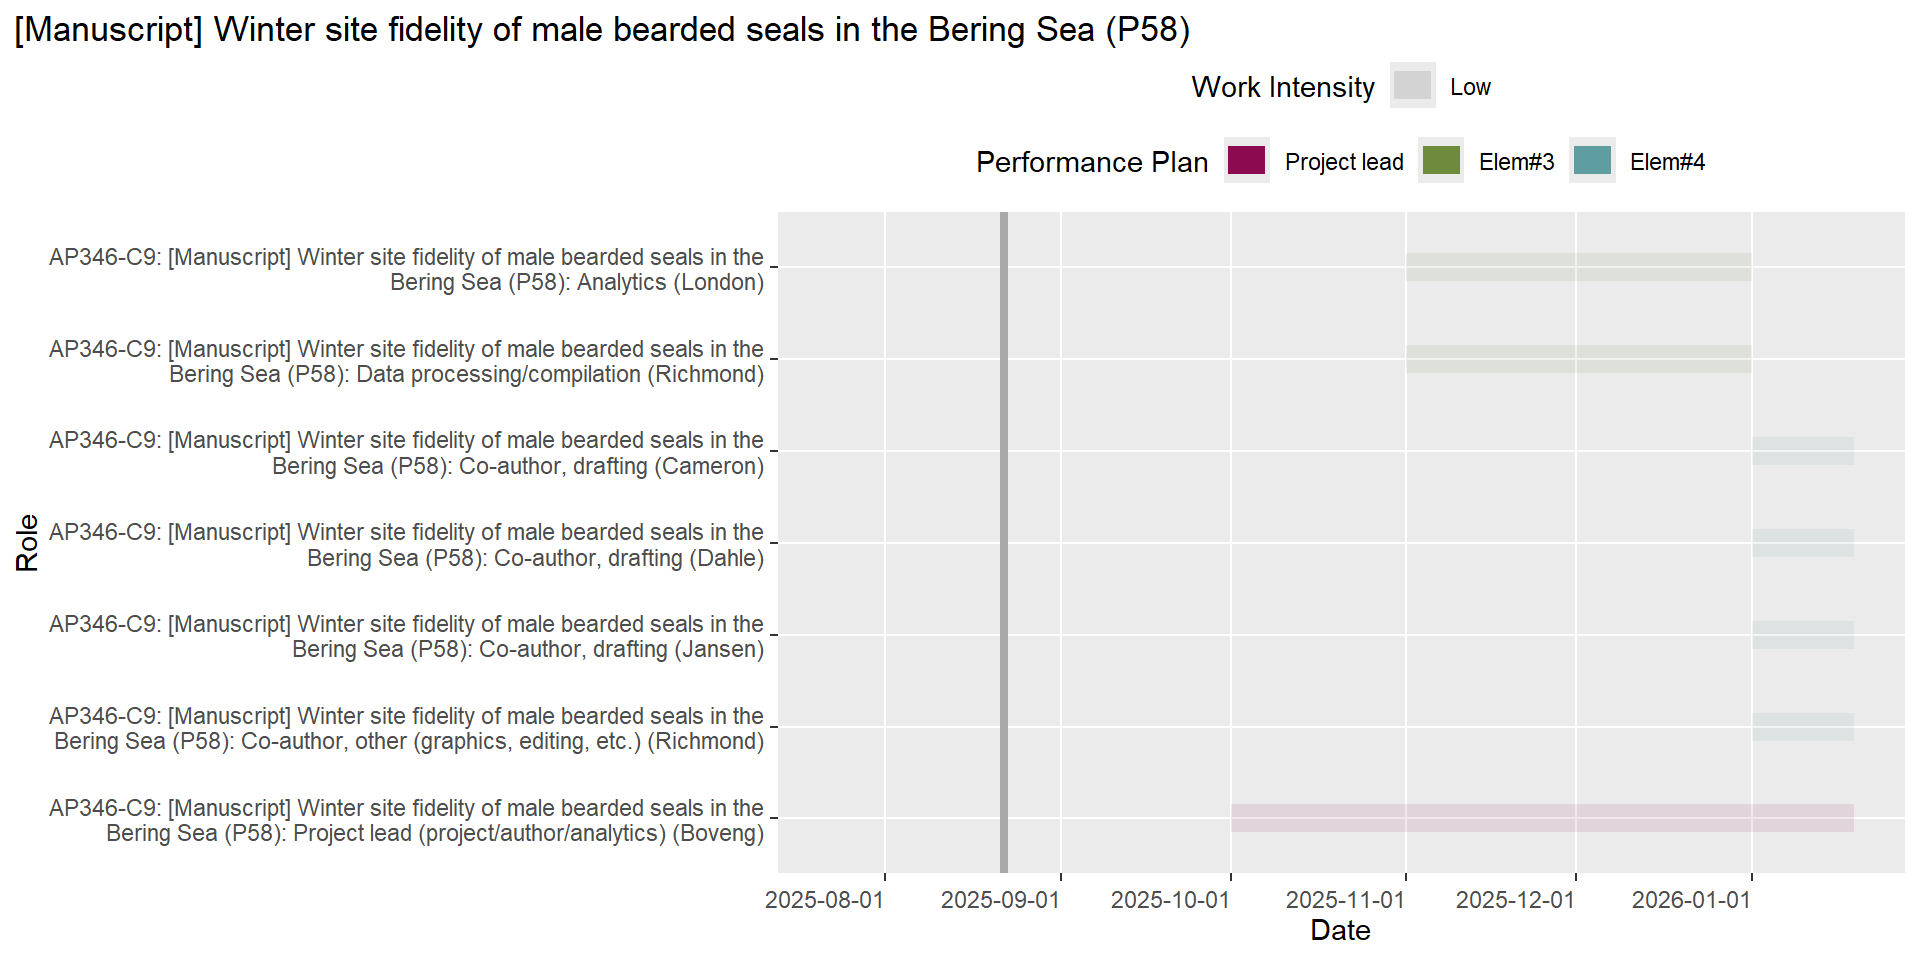 [Manuscript] Winter site fidelity of male bearded seals in the Bering Sea (P58)
Work Intensity Low
Performance Plan Project lead Elem#3 Elem#4
AP346-C9: [Manuscript] Winter site fidelity of male bearded seals in the
Bering Sea (P58): Analytics (London)
AP346-C9: [Manuscript] Winter site fidelity of male bearded seals in the
Bering Sea (P58): Data processing/compilation (Richmond)
AP346-C9: [Manuscript] Winter site fidelity of male bearded seals in the
Bering Sea (P58): Co-author, drafting (Cameron)
AP346-C9: [Manuscript] Winter site fidelity of male bearded seals in the
Bering Sea (P58): Co-author, drafting (Dahle)
AP346-C9: [Manuscript] Winter site fidelity of male bearded seals in the
Bering Sea (P58): Co-author, drafting (Jansen)
AP346-C9: [Manuscript] Winter site fidelity of male bearded seals in the
Bering Sea (P58): Co-author, other (graphics, editing, etc.) (Richmond)
AP346-C9: [Manuscript] Winter site fidelity of male bearded seals in the
Bering Sea (P58): Project lead (project/author/analytics) (Boveng)
Role
2025-08-01 2025-09-01 2025-10-01 2025-11-01 2025-12-01 2026-01-01
Date